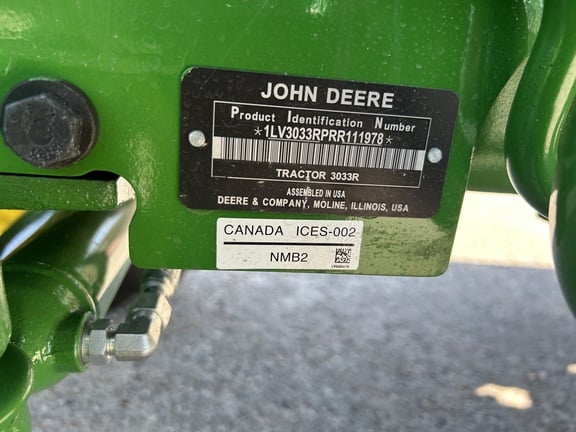 JOHN DEERE
Product Identification Number
*1LV3033RPRR111978*
TRACTOR 3033R
ASSEMBLED IN USA
DEERE & COMPANY, MOLINE, ILLINOIS, USA
CANADA ICES-002
NMB2